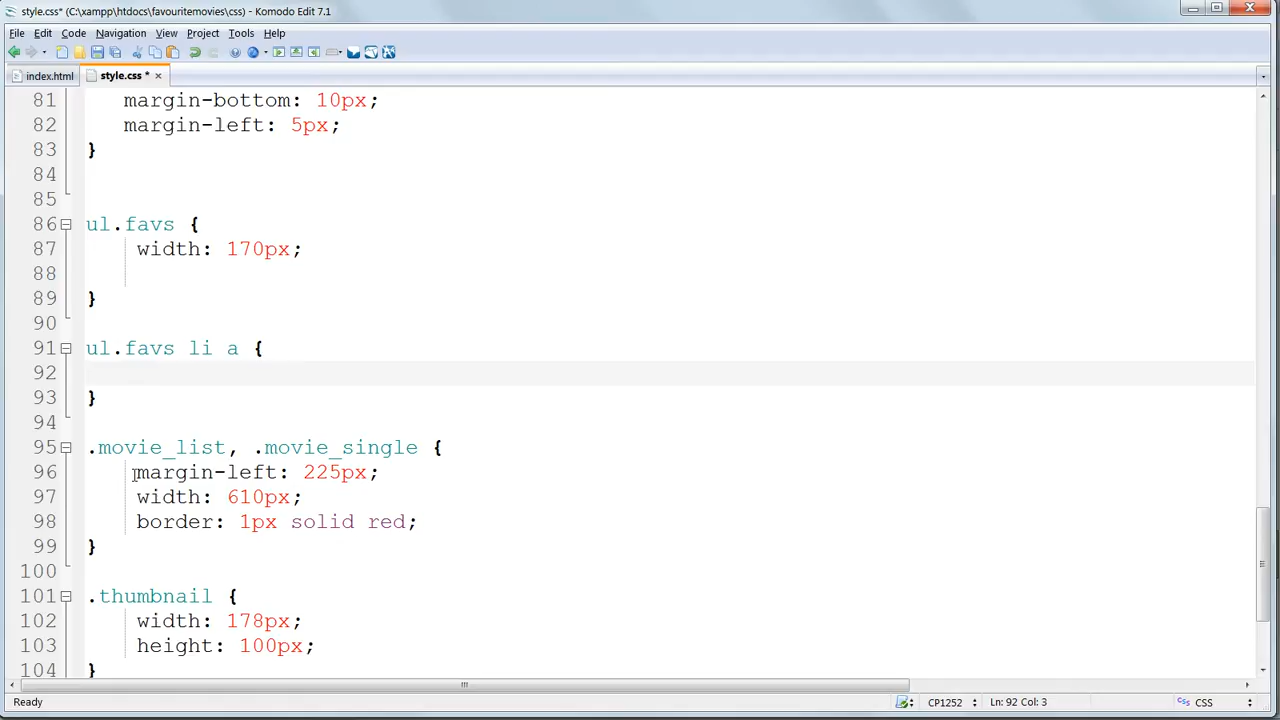 style.css* (C:\xampp\htdocs\favouritemovies\css) - Komodo Edit 7.1
File Edit Code Navigation View Project Tools Help
index.html style.css *
81 margin-bottom: 10px;
82 margin-left: 5px;
83 }
84
85
86 ul.favs {
87 width: 170px;
88
89 }
90
91 ul.favs li a {
92
93 }
94
95 .movie_list, .movie_single {
96 margin-left: 225px;
97 width: 610px;
98 border: 1px solid red;
99 }
100
101 .thumbnail {
102 width: 178px;
103 height: 100px;
104 }
Ready CP1252 Ln: 92 Col: 3 CSS